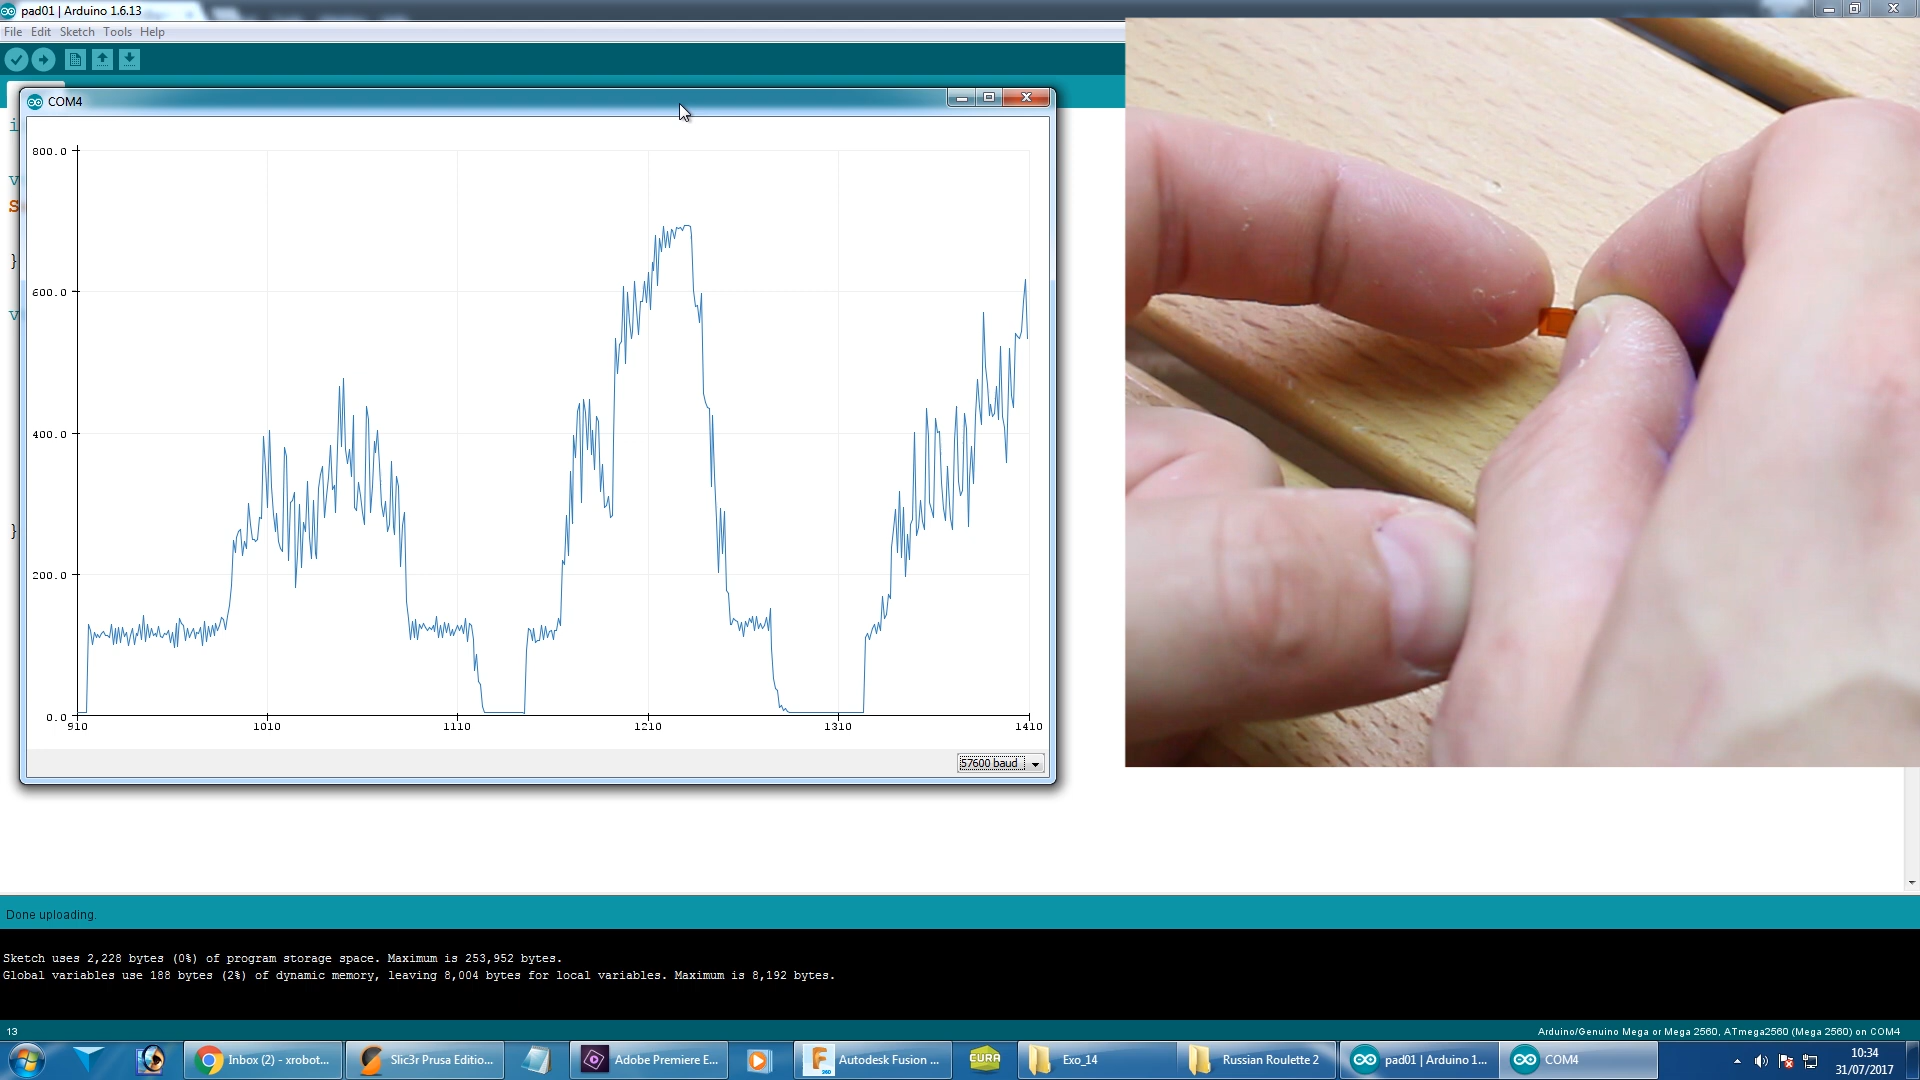 pad01 | Arduino 1.6.13
File Edit Sketch Tools Help
COM4
i
v
S
}
v
}
800.0
600.0
400.0
200.0
0.0
910 1010 1110 1210 1310 1410
57600 baud
Done uploading.
Sketch uses 2,228 bytes (0%) of program storage space. Maximum is 253,952 bytes.
Global variables use 188 bytes (2%) of dynamic memory, leaving 8,004 bytes for local variables. Maximum is 8,192 bytes.
13 Arduino/Genuino Mega or Mega 2560, ATmega2560 (Mega 2560) on COM4
Inbox (2) - xrobot... Slic3r Prusa Editio... Adobe Premiere E... Autodesk Fusion ... CURA Exo_14 Russian Roulette 2 pad01 | Arduino 1... COM4 10:34
31/07/2017